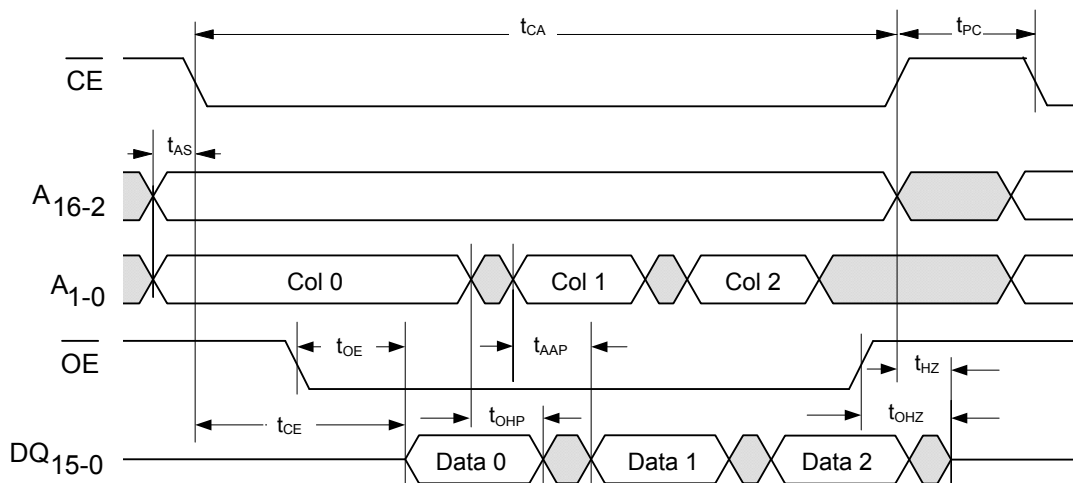 tCA
tPC
CE
tAS
A16-2
A1-0
Col 0
Col 1
Col 2
OE
tOE
tAAP
tHZ
tCE
tOHP
tOHZ
DQ15-0
Data 0
Data 1
Data 2